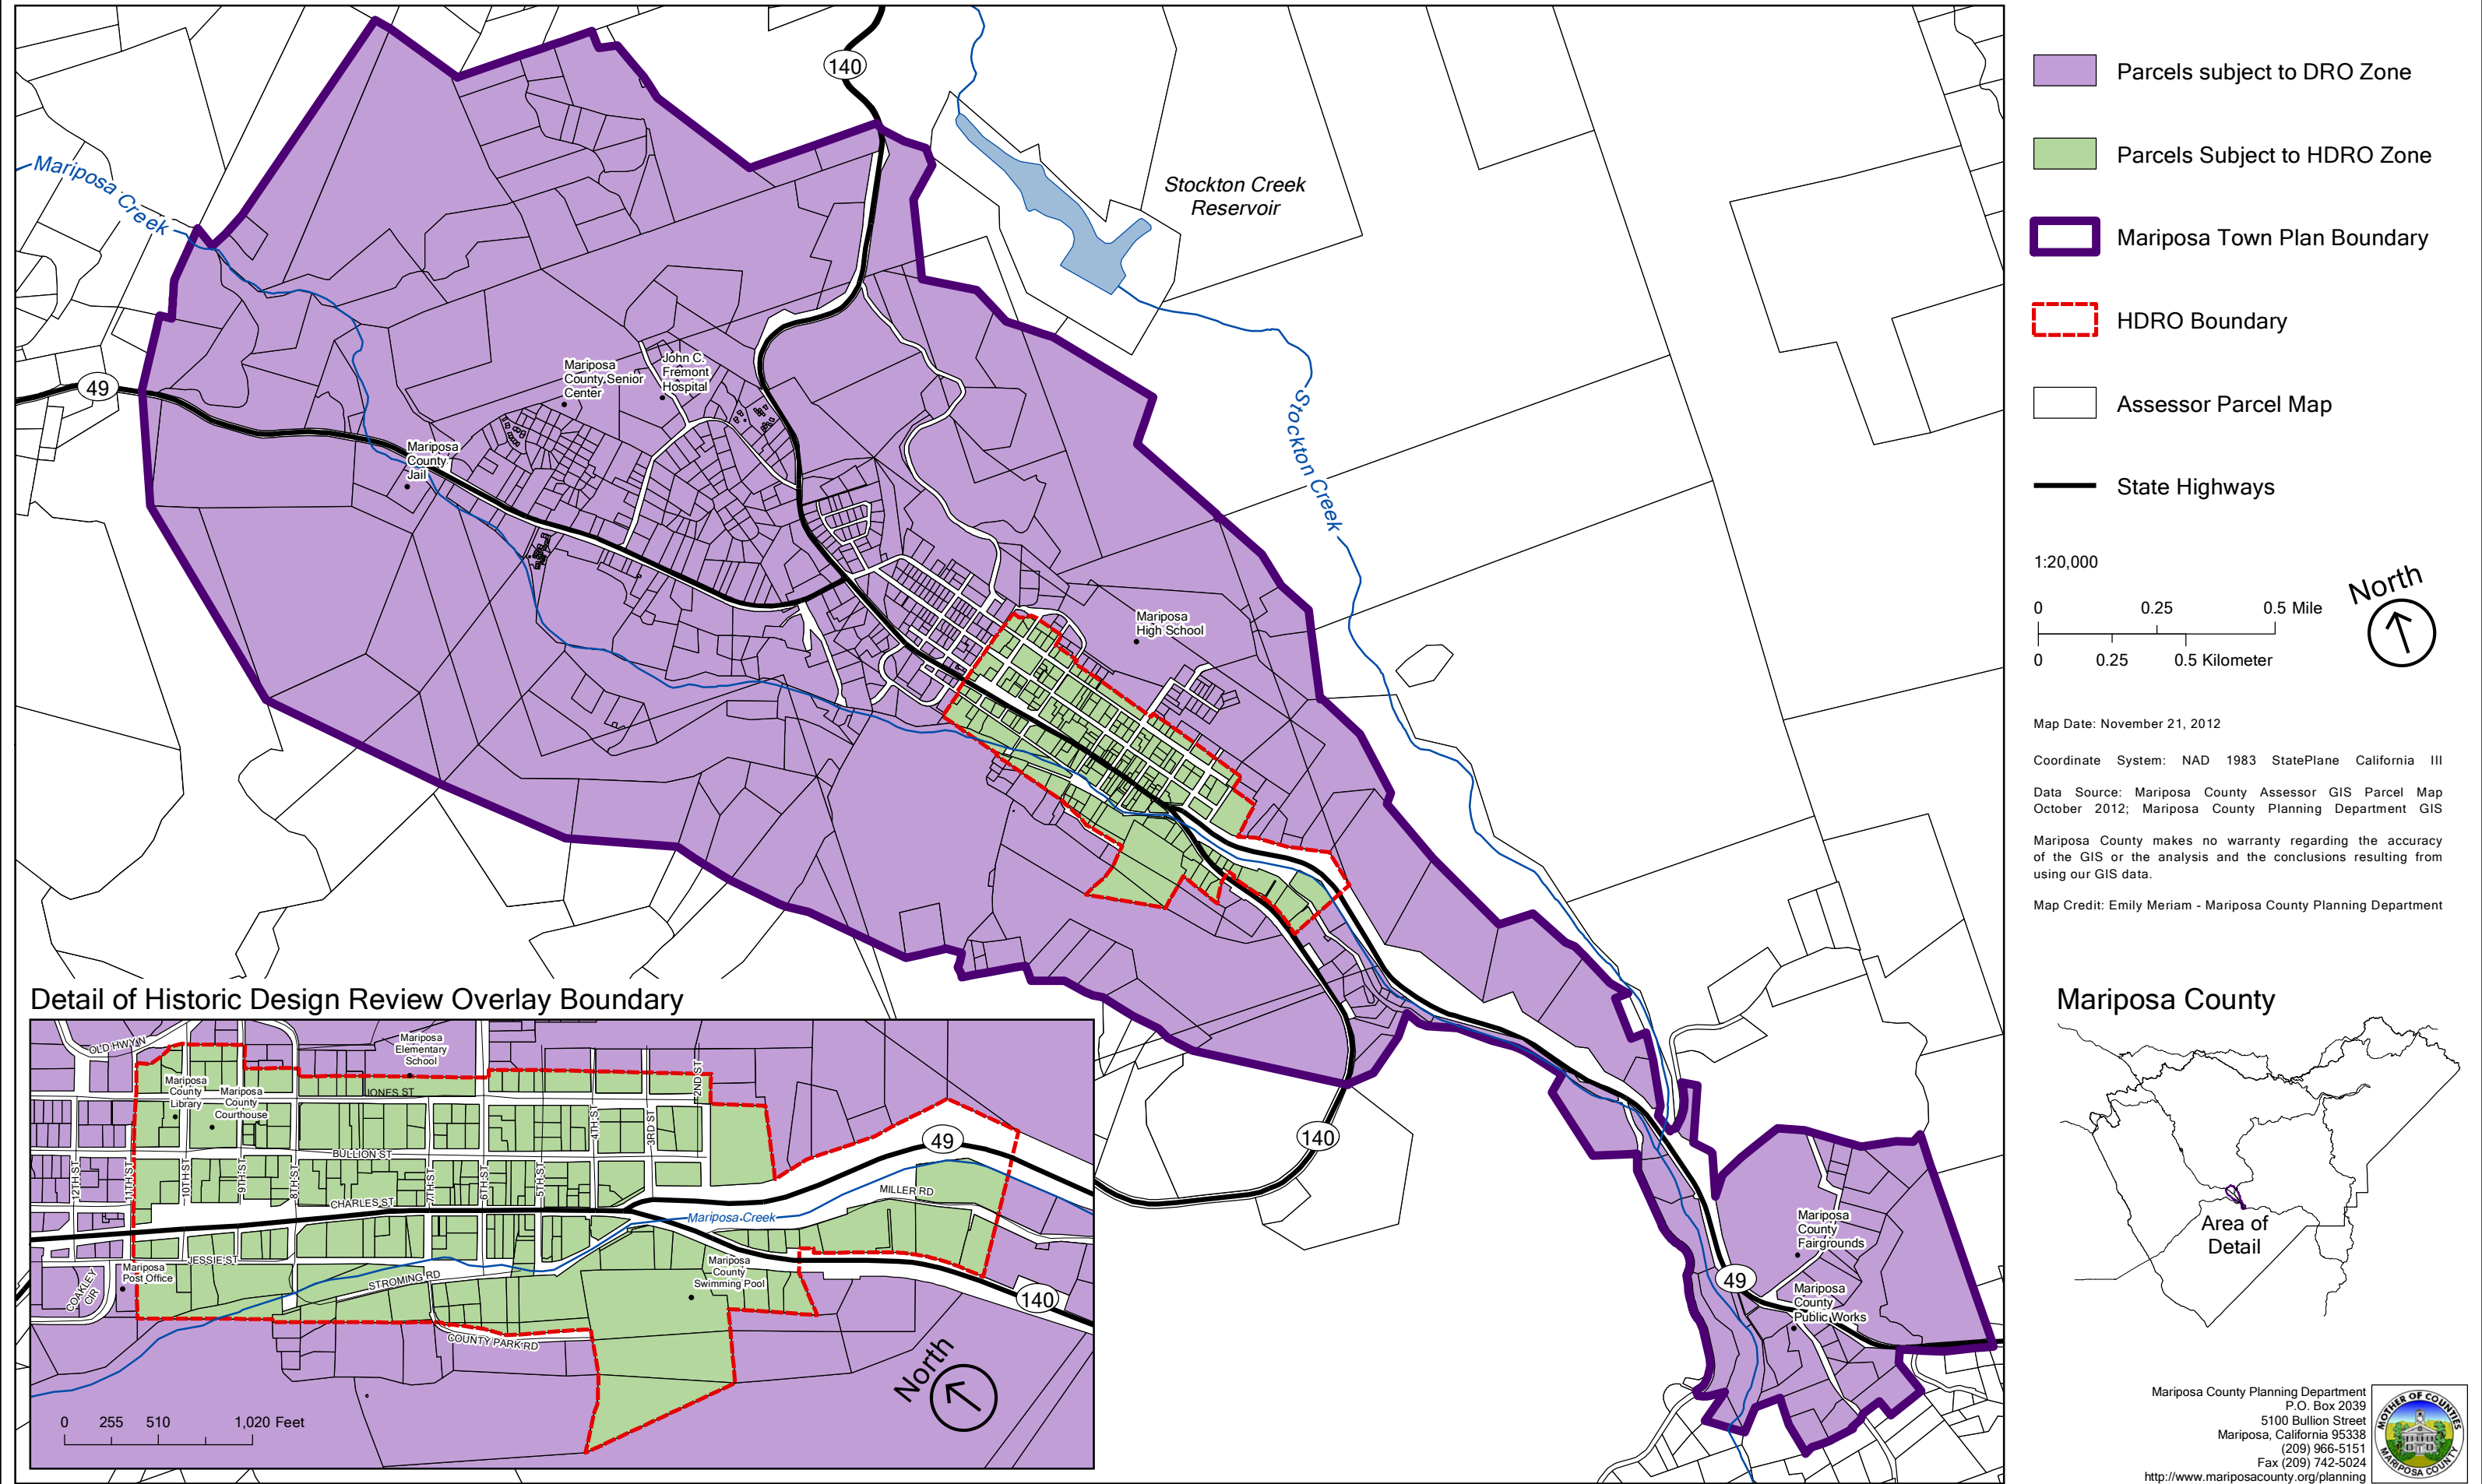 140
Mariposa Creek
Stockton Creek
Reservoir
49
Mariposa
County Senior
Center
John C.
Fremont
Hospital
Mariposa
County
Jail
Stockton Creek
Mariposa
High School
140
Mariposa
County
Fairgrounds
49
Mariposa
County
Public Works
Detail of Historic Design Review Overlay Boundary
OLD HWY N
Mariposa
Elementary
School
Mariposa
County
Library
Mariposa
County
Courthouse
JONES ST
2ND ST
4TH ST
3RD ST
BULLION ST
12TH ST
11TH ST
10TH ST
9TH ST
8TH ST
7TH ST
6TH ST
5TH ST
CHARLES ST
49
MILLER RD
Mariposa Creek
JESSIE ST
Mariposa
Post Office
COAKLEY
CIR
STROMING RD
Mariposa
County
Swimming Pool
COUNTY PARK RD
140
North
0 255 510 1,020 Feet
Parcels subject to DRO Zone
Parcels Subject to HDRO Zone
Mariposa Town Plan Boundary
HDRO Boundary
Assessor Parcel Map
State Highways
1:20,000
0 0.25 0.5 Mile
0 0.25 0.5 Kilometer
North
Map Date: November 21, 2012
Coordinate System: NAD 1983 StatePlane California III
Data Source: Mariposa County Assessor GIS Parcel Map
October 2012; Mariposa County Planning Department GIS
Mariposa County makes no warranty regarding the accuracy
of the GIS or the analysis and the conclusions resulting from
using our GIS data.
Map Credit: Emily Meriam - Mariposa County Planning Department
Mariposa County
Area of
Detail
Mariposa County Planning Department
P.O. Box 2039
5100 Bullion Street
Mariposa, California 95338
(209) 966-5151
Fax (209) 742-5024
http://www.mariposacounty.org/planning
MOTHER OF COUNTIES
MARIPOSA COUNTY